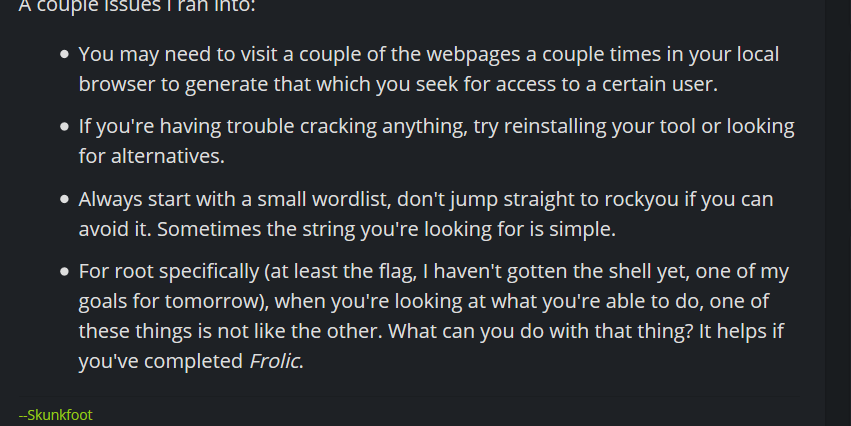 A couple issues I ran into:
You may need to visit a couple of the webpages a couple times in your local
browser to generate that which you seek for access to a certain user.
If you're having trouble cracking anything, try reinstalling your tool or looking
for alternatives.
Always start with a small wordlist, don't jump straight to rockyou if you can
avoid it. Sometimes the string you're looking for is simple.
For root specifically (at least the flag, I haven't gotten the shell yet, one of my
goals for tomorrow), when you're looking at what you're able to do, one of
these things is not like the other. What can you do with that thing? It helps if
you've completed Frolic.
--Skunkfoot